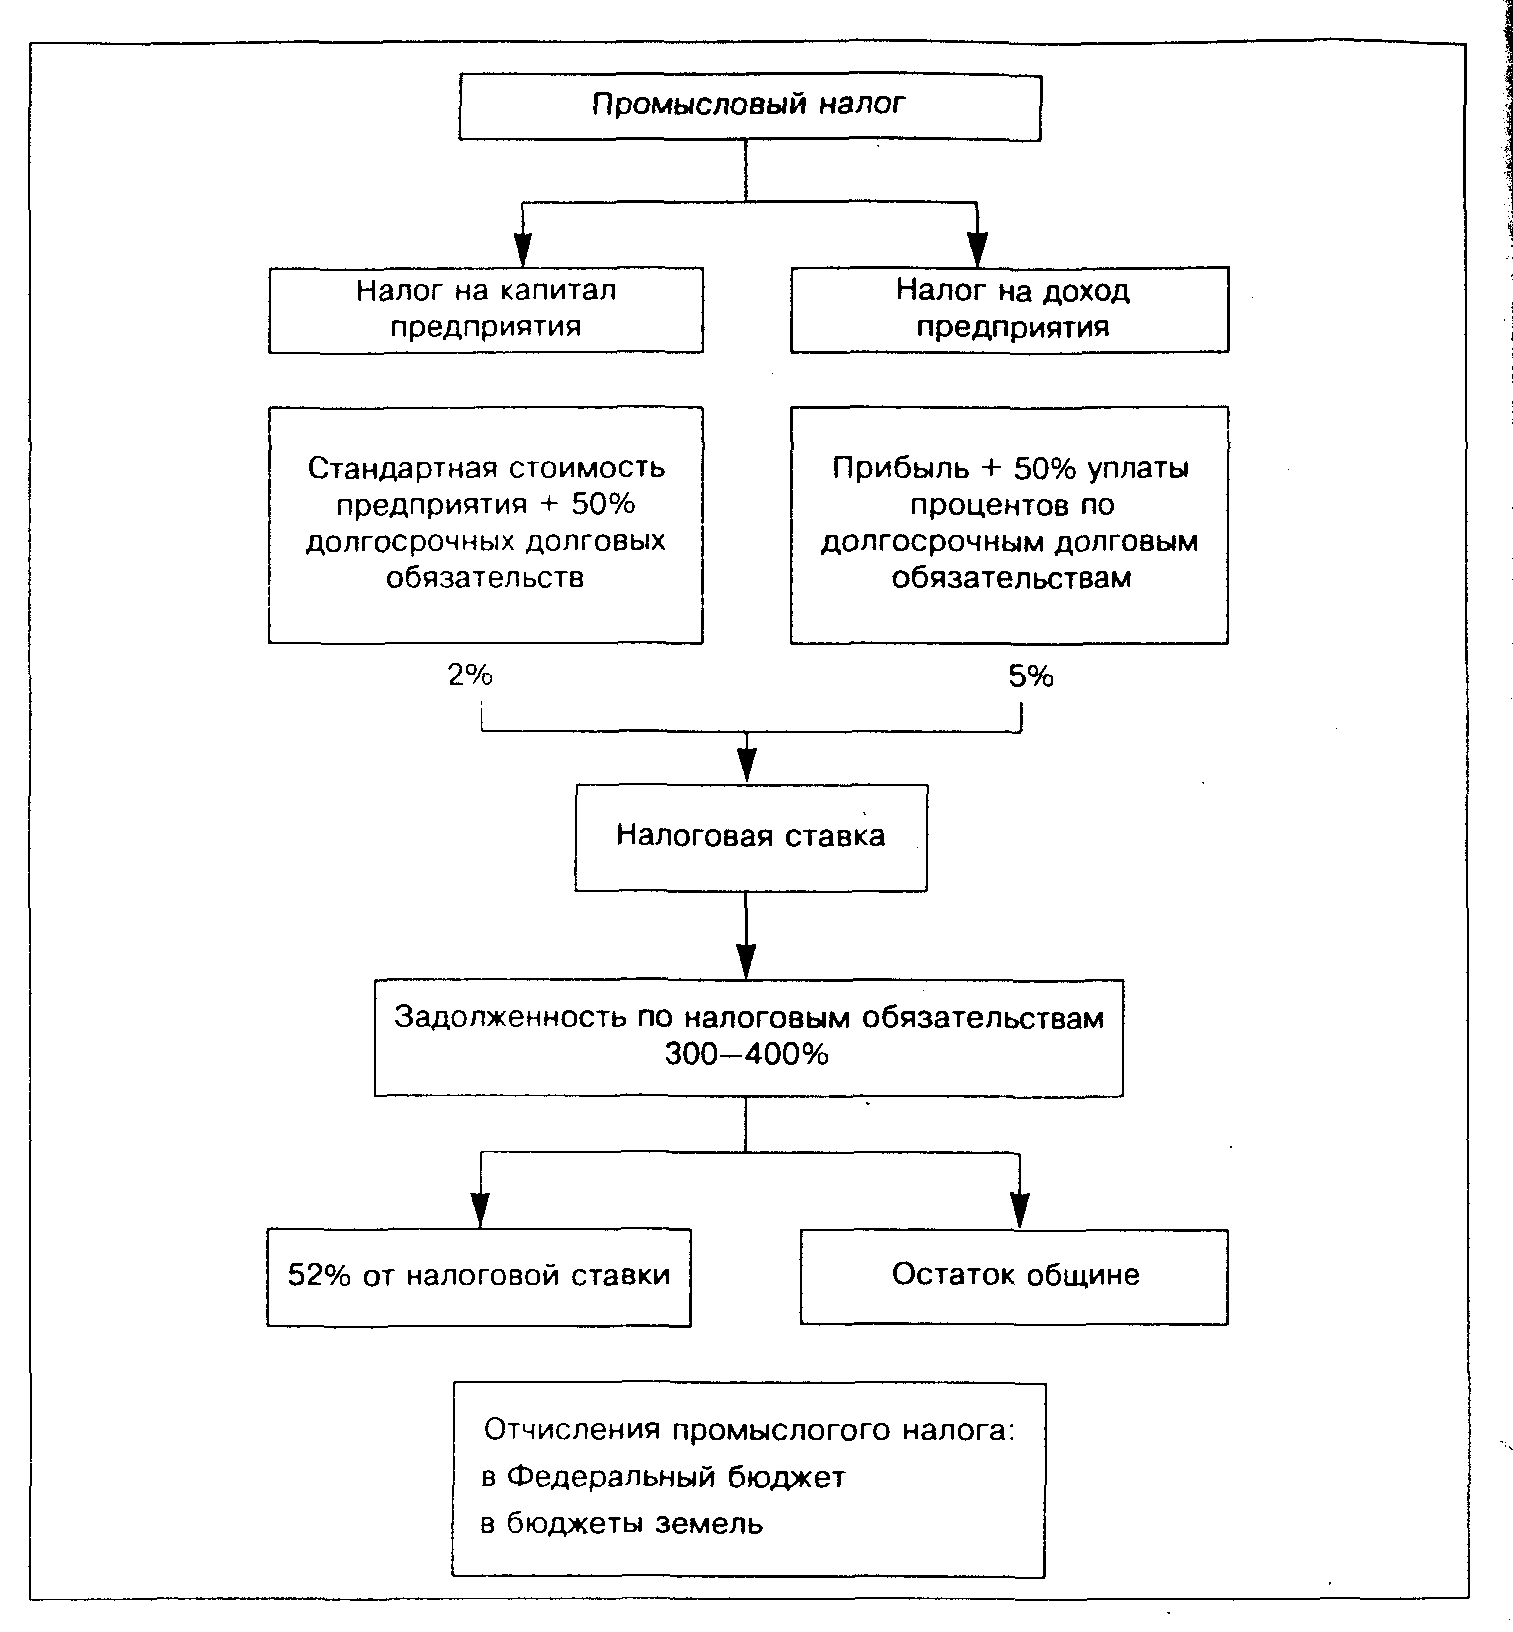 Промысловый налог
Налог на капитал
предприятия
Налог на доход
предприятия
Стандартная стоимость
предприятия + 50%
долгосрочных долговых
обязательств
Прибыль + 50% уплаты
процентов по
долгосрочным долговым
обязательствам
2%
5%
Налоговая ставка
Задолженность по налоговым обязательствам
300—400%
52% от налоговой ставки
Остаток общине
Отчисления промыслогого налога:
в Федеральный бюджет
в бюджеты земель